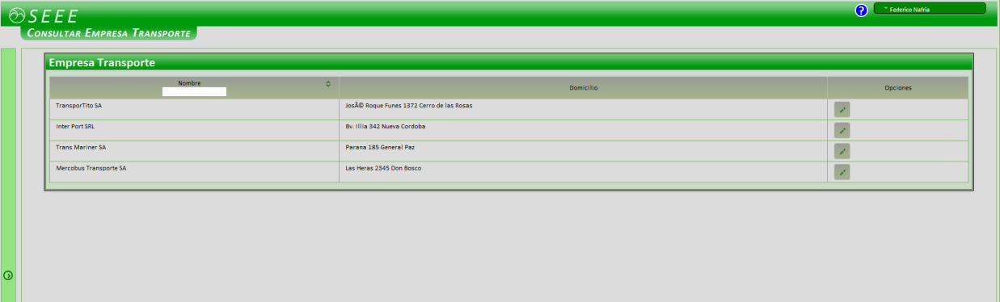 SEEE
?
Federico Nafria
CONSULTAR EMPRESA TRANSPORTE
Empresa Transporte
Nombre
Domicilio
Opciones
TransporTito SA
JosÃ© Roque Funes 1372 Cerro de las Rosas
Inter Port SRL
Bv. Illia 342 Nueva Cordoba
Trans Mariner SA
Parana 185 General Paz
Mercobus Transporte SA
Las Heras 2345 Don Bosco